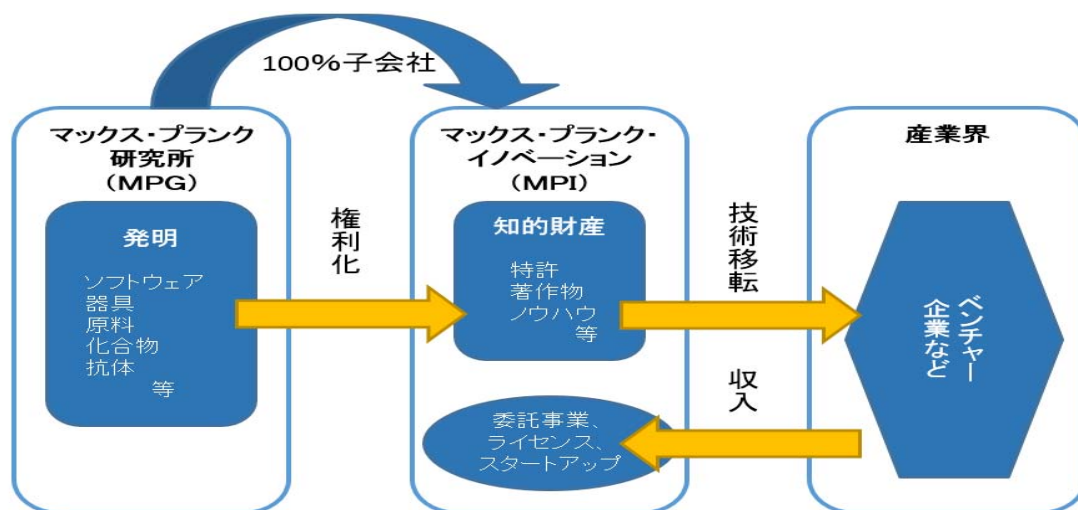 100%子会社
マックス・プランク
研究所
(MPG)
発明
ソフトウェア
器具
原料
化合物
抗体
等
権利化
マックス・プランク・
イノベーション
(MPI)
知的財産
特許
著作物
ノウハウ
等
委託事業、
ライセンス、
スタートアップ
技術移転
収入
産業界
ベンチャー
企業など